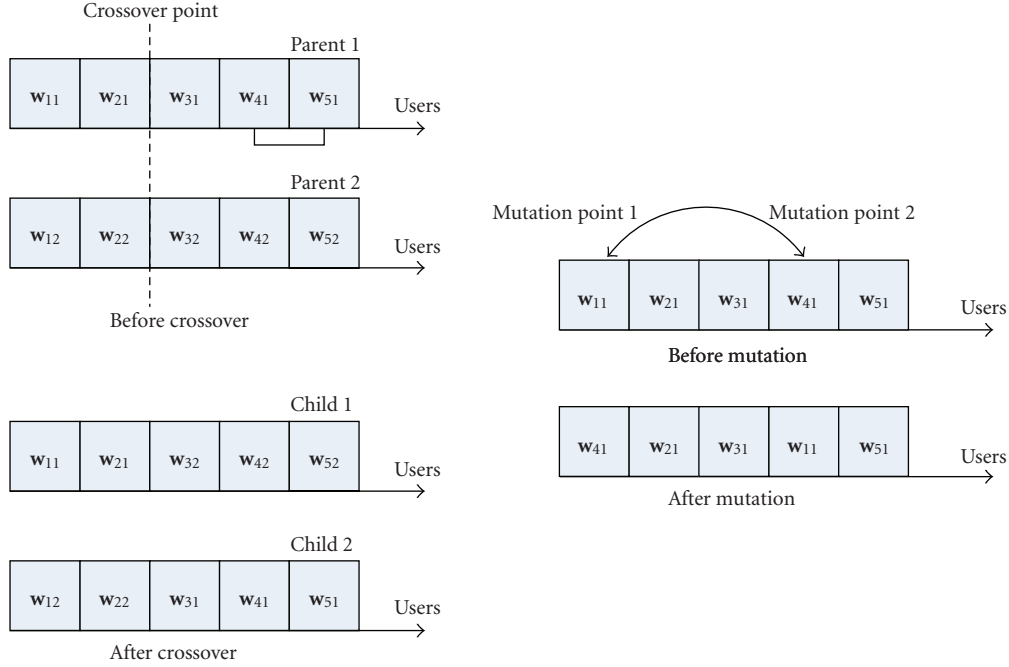 Crossover point
Parent 1
w11 w21 w31 w41 w51
Users
Parent 2
w12 w22 w32 w42 w52
Users
Before crossover
Child 1
w11 w21 w32 w42 w52
Users
Child 2
w12 w22 w31 w41 w51
Users
After crossover
Mutation point 1 Mutation point 2
w11 w21 w31 w41 w51
Users
Before mutation
w41 w21 w31 w11 w51
Users
After mutation